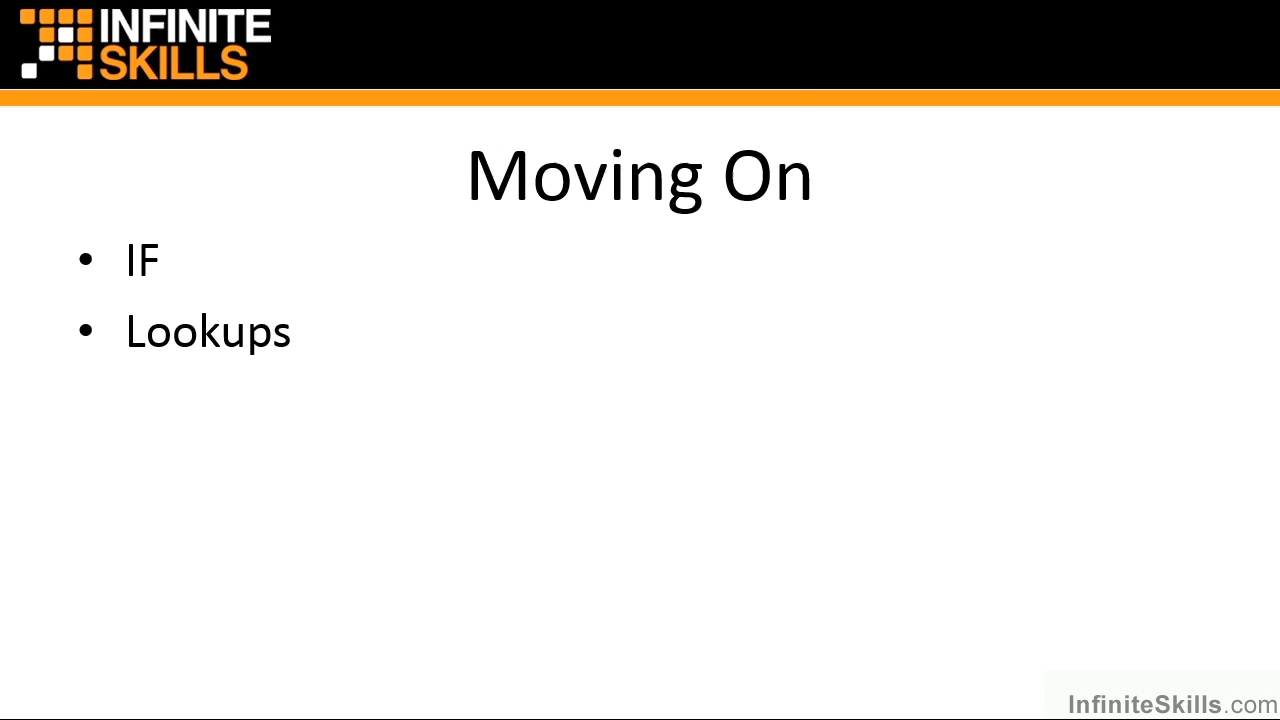 INFINITE
SKILLS
Moving On
• IF
• Lookups
InfiniteSkills.com